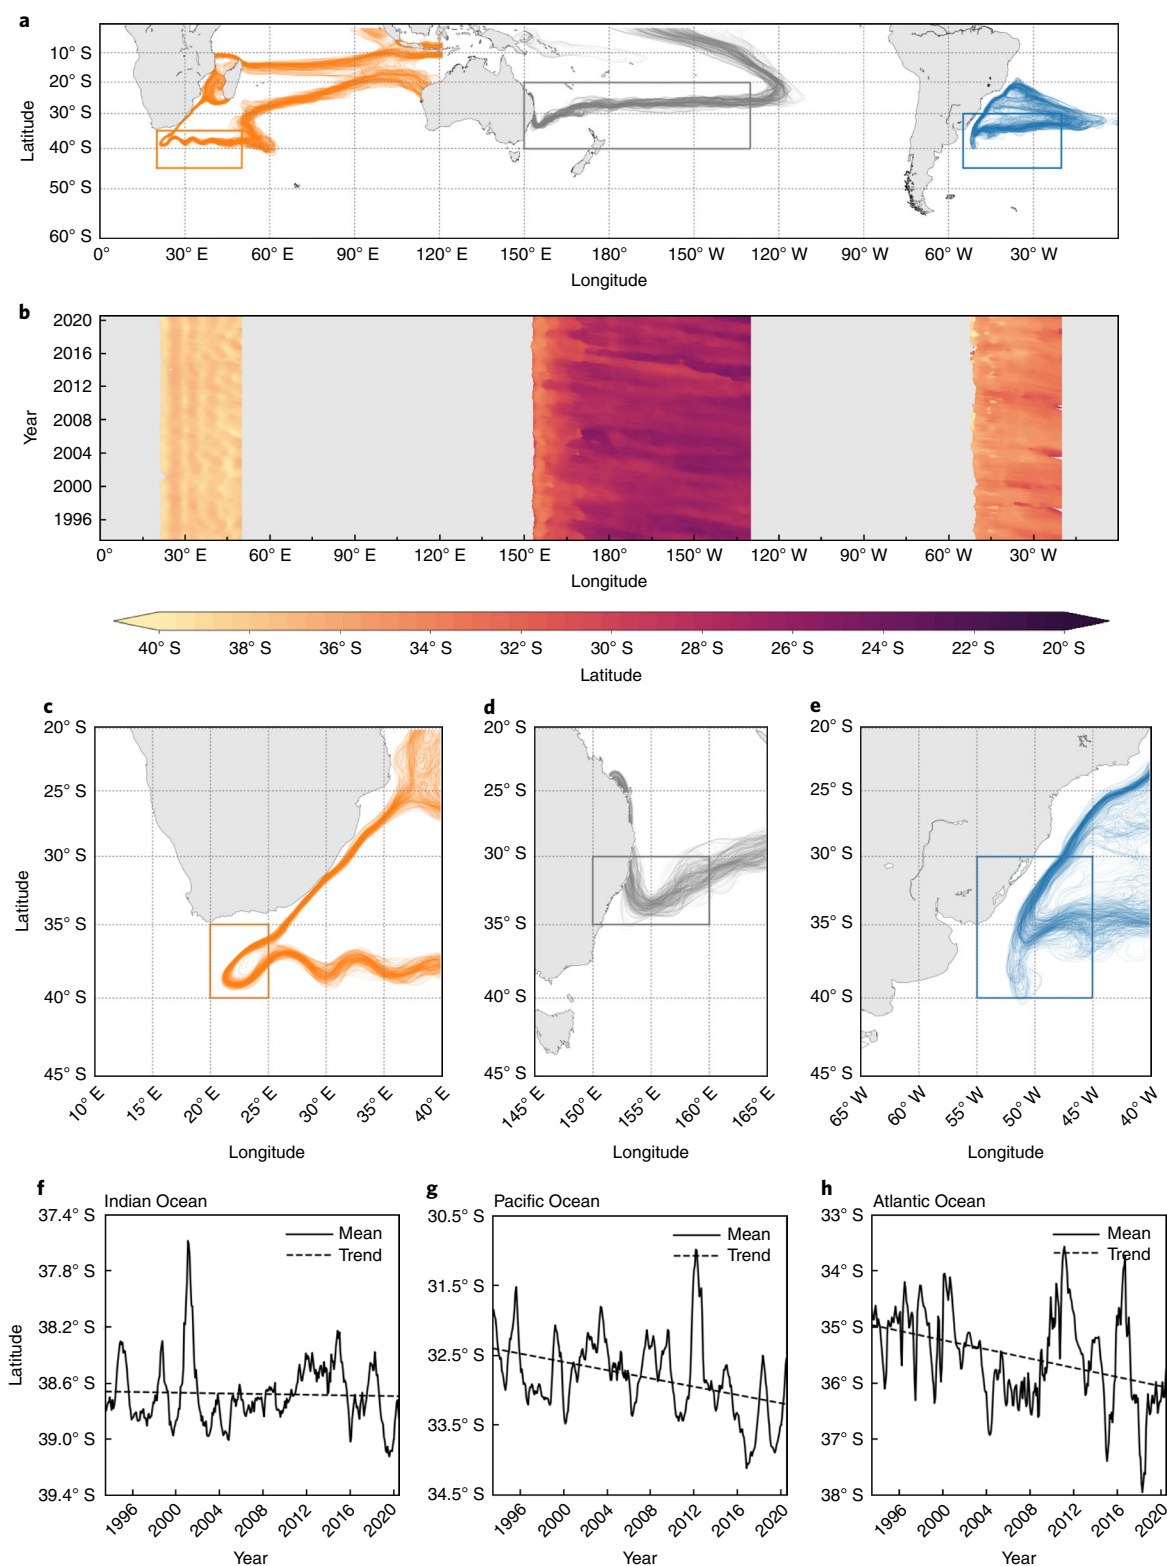 a
10° S
20° S
30° S
40° S
50° S
60° S
Latitude
0° 30° E 60° E 90° E 120° E 150° E 180° 150° W 120° W 90° W 60° W 30° W
Longitude
b
2020
2016
2012
2008
2004
2000
1996
Year
0° 30° E 60° E 90° E 120° E 150° E 180° 150° W 120° W 90° W 60° W 30° W
Longitude
40° S 38° S 36° S 34° S 32° S 30° S 28° S 26° S 24° S 22° S 20° S
Latitude
c
20° S
25° S
30° S
35° S
40° S
45° S
Latitude
10° E 15° E 20° E 25° E 30° E 35° E 40° E
Longitude
d
20° S
25° S
30° S
35° S
40° S
45° S
145° E 150° E 155° E 160° E 165° E
Longitude
e
20° S
25° S
30° S
35° S
40° S
45° S
65° W 60° W 55° W 50° W 45° W 40° W
Longitude
f
Indian Ocean
37.4° S
37.8° S
38.2° S
38.6° S
39.0° S
39.4° S
Latitude
Mean
Trend
1996 2000 2004 2008 2012 2016 2020
Year
g
Pacific Ocean
30.5° S
31.5° S
32.5° S
33.5° S
34.5° S
Mean
Trend
1996 2000 2004 2008 2012 2016 2020
Year
h
Atlantic Ocean
33° S
34° S
35° S
36° S
37° S
38° S
Mean
Trend
1996 2000 2004 2008 2012 2016 2020
Year